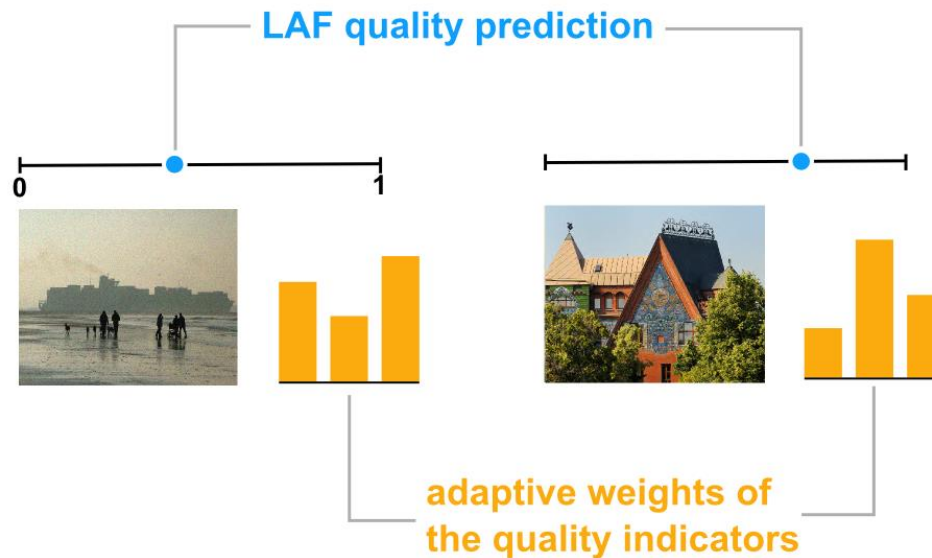 LAF quality prediction
0
1
adaptive weights of
the quality indicators